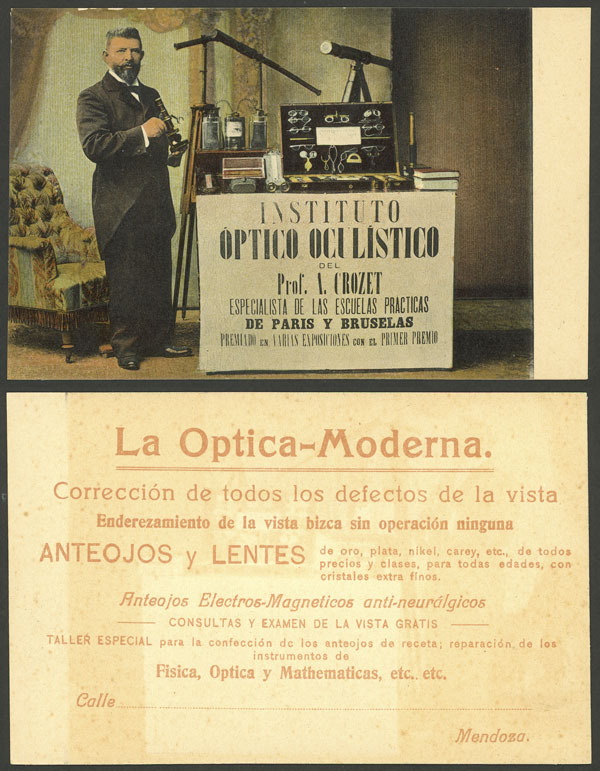 INSTITUTO
ÓPTICO OCULÍSTICO
DEL
Prof. A. CROZET
ESPECIALISTA DE LAS ESCUELAS PRACTICAS
DE PARIS Y BRUSELAS
PREMIADO EN VARIAS EXPOSICIONES CON EL PRIMER PREMIO
La Optica-Moderna.
Corrección de todos los defectos de la vista
Enderezamiento de la vista bizca sin operación ninguna
ANTEOJOS y LENTES de oro, plata, nikel, carey, etc., de todos
precios y clases, para todas edades, con
cristales extra finos.
Anteojos Electros-Magneticos anti-neurálgicos
CONSULTAS Y EXAMEN DE LA VISTA GRATIS
TALLER ESPECIAL para la confección de los anteojos de receta; reparación de los
instrumentos de
Fisica, Optica y Mathematicas, etc., etc.
Calle
Mendoza.